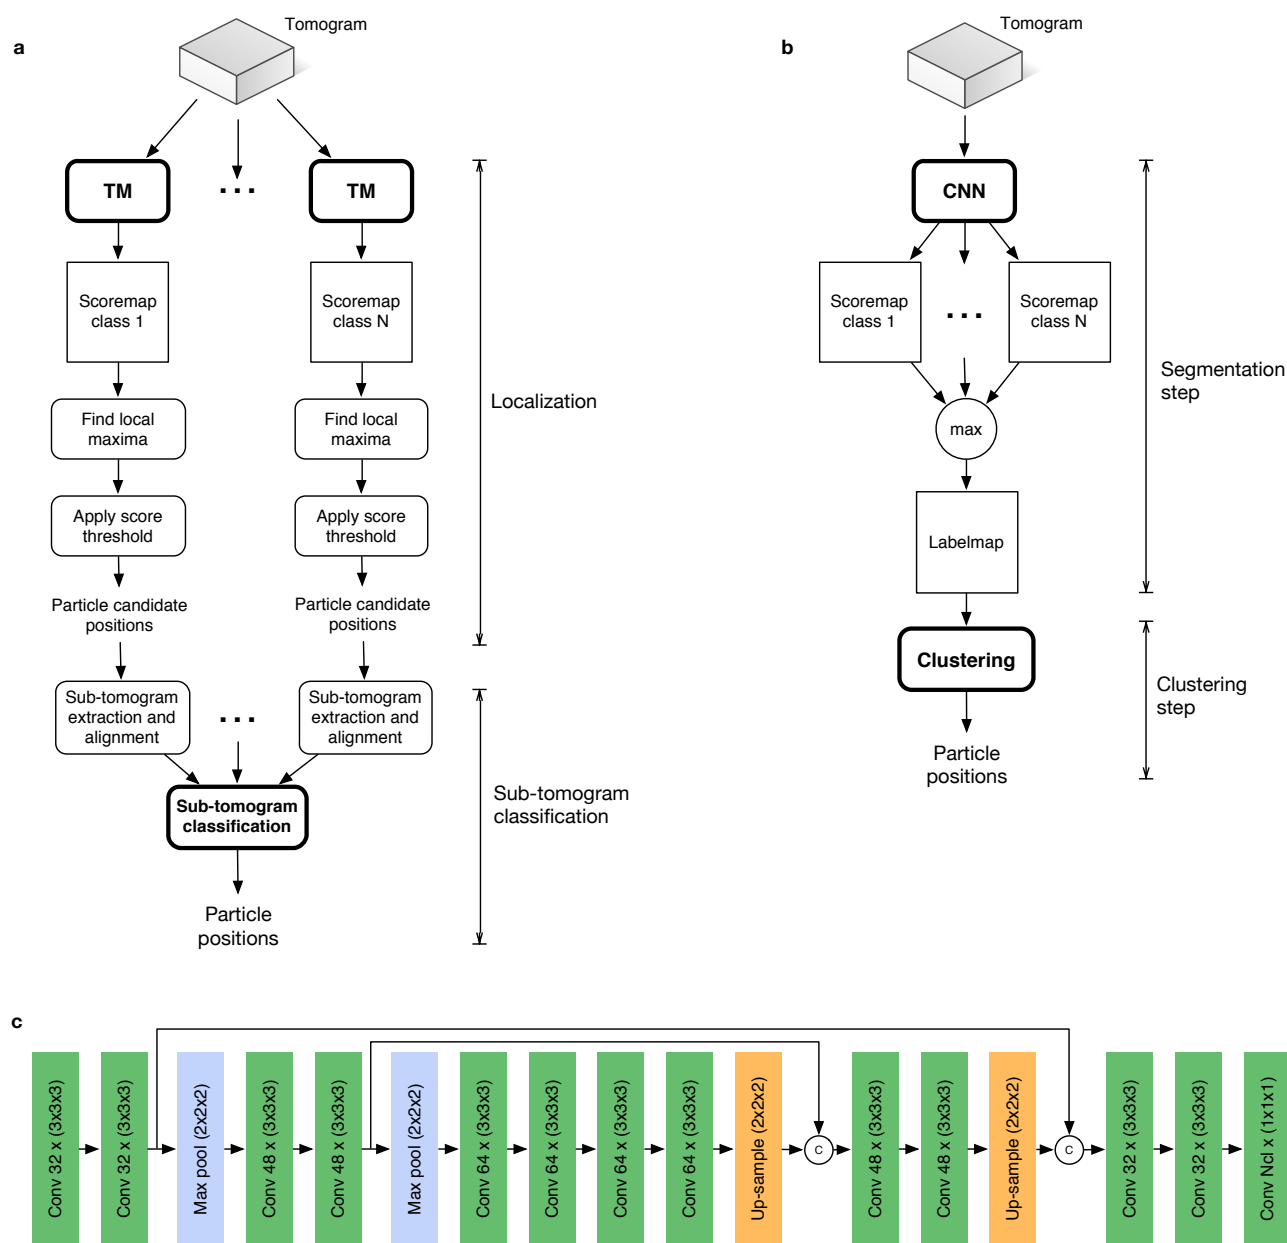 a
Tomogram
TM
...
TM
Scoremap
class 1
Scoremap
class N
Find local
maxima
Find local
maxima
Apply score
threshold
Apply score
threshold
Particle candidate
positions
Particle candidate
positions
Localization
Sub-tomogram
extraction and
alignment
...
Sub-tomogram
extraction and
alignment
Sub-tomogram
classification
Sub-tomogram
classification
Particle
positions
b
Tomogram
CNN
Scoremap
class 1
...
Scoremap
class N
max
Labelmap
Segmentation
step
Clustering
Clustering
step
Particle
positions
c
Conv 32 x (3x3x3)
Conv 32 x (3x3x3)
Max pool (2x2x2)
Conv 48 x (3x3x3)
Conv 48 x (3x3x3)
Max pool (2x2x2)
Conv 64 x (3x3x3)
Conv 64 x (3x3x3)
Conv 64 x (3x3x3)
Conv 64 x (3x3x3)
Up-sample (2x2x2)
C
Conv 48 x (3x3x3)
Conv 48 x (3x3x3)
Up-sample (2x2x2)
C
Conv 32 x (3x3x3)
Conv 32 x (3x3x3)
Conv Ncl x (1x1x1)